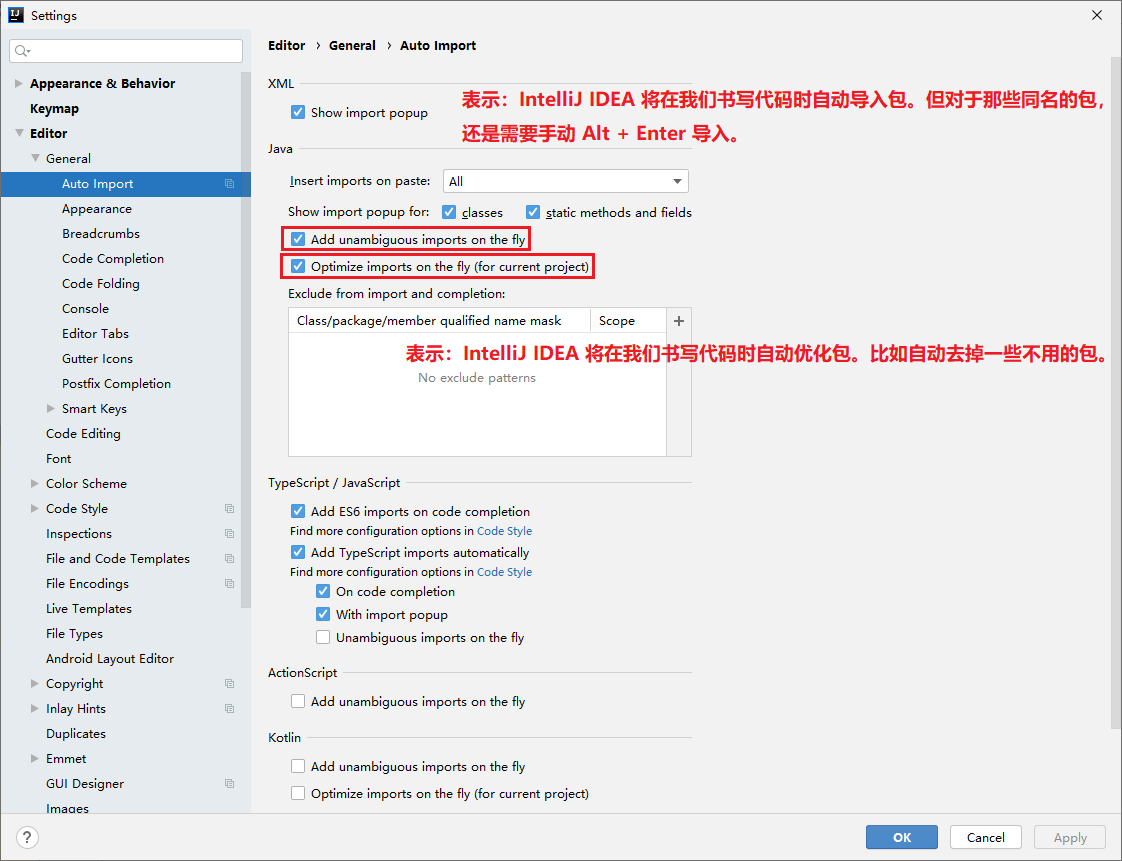 Settings
Appearance & Behavior
Keymap
Editor
General
Auto Import
Appearance
Breadcrumbs
Code Completion
Code Folding
Console
Editor Tabs
Gutter Icons
Postfix Completion
Smart Keys
Code Editing
Font
Color Scheme
Code Style
Inspections
File and Code Templates
File Encodings
Live Templates
File Types
Android Layout Editor
Copyright
Inlay Hints
Duplicates
Emmet
GUI Designer
Images
Editor › General › Auto Import
XML
Show import popup
表示：IntelliJ IDEA 将在我们书写代码时自动导入包。但对于那些同名的包，
还是需要手动 Alt + Enter 导入。
Java
Insert imports on paste: All
Show import popup for: classes static methods and fields
Add unambiguous imports on the fly
Optimize imports on the fly (for current project)
Exclude from import and completion:
Class/package/member qualified name mask Scope +
表示：IntelliJ IDEA 将在我们书写代码时自动优化包。比如自动去掉一些不用的包。
No exclude patterns
TypeScript / JavaScript
Add ES6 imports on code completion
Find more configuration options in Code Style
Add TypeScript imports automatically
Find more configuration options in Code Style
On code completion
With import popup
Unambiguous imports on the fly
ActionScript
Add unambiguous imports on the fly
Kotlin
Add unambiguous imports on the fly
Optimize imports on the fly (for current project)
? OK Cancel Apply